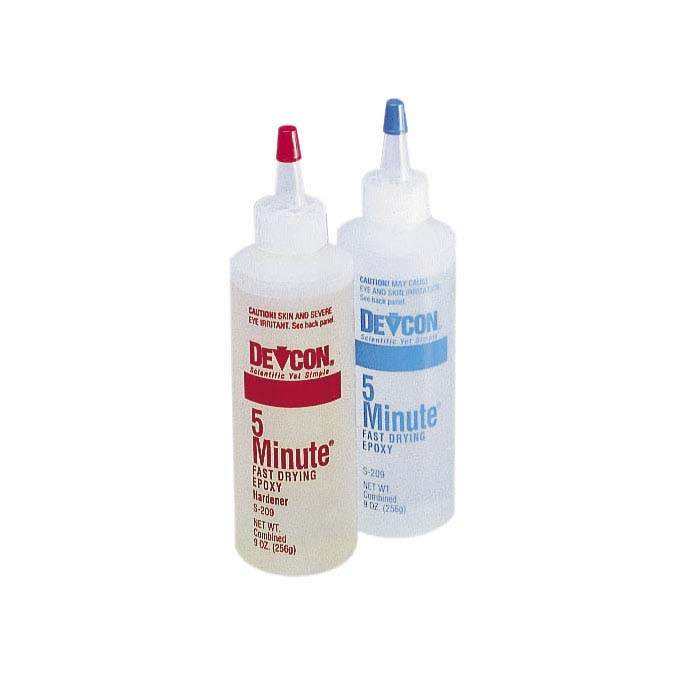 CAUTION! SKIN AND SEVERE
EYE IRRITANT. See back panel.
DEVCON®
Scientific Yet Simple
5
Minute®
FAST DRYING
EPOXY
Hardener
S-209
NET WT.
Combined
9 OZ. (256g)
CAUTION! MAY CAUSE
EYE AND SKIN IRRITATION.
See back panel.
DEVCON®
Scientific Yet Simple
5
Minute®
FAST DRYING
EPOXY
S-209
NET WT.
Combined
9 OZ. (256g)